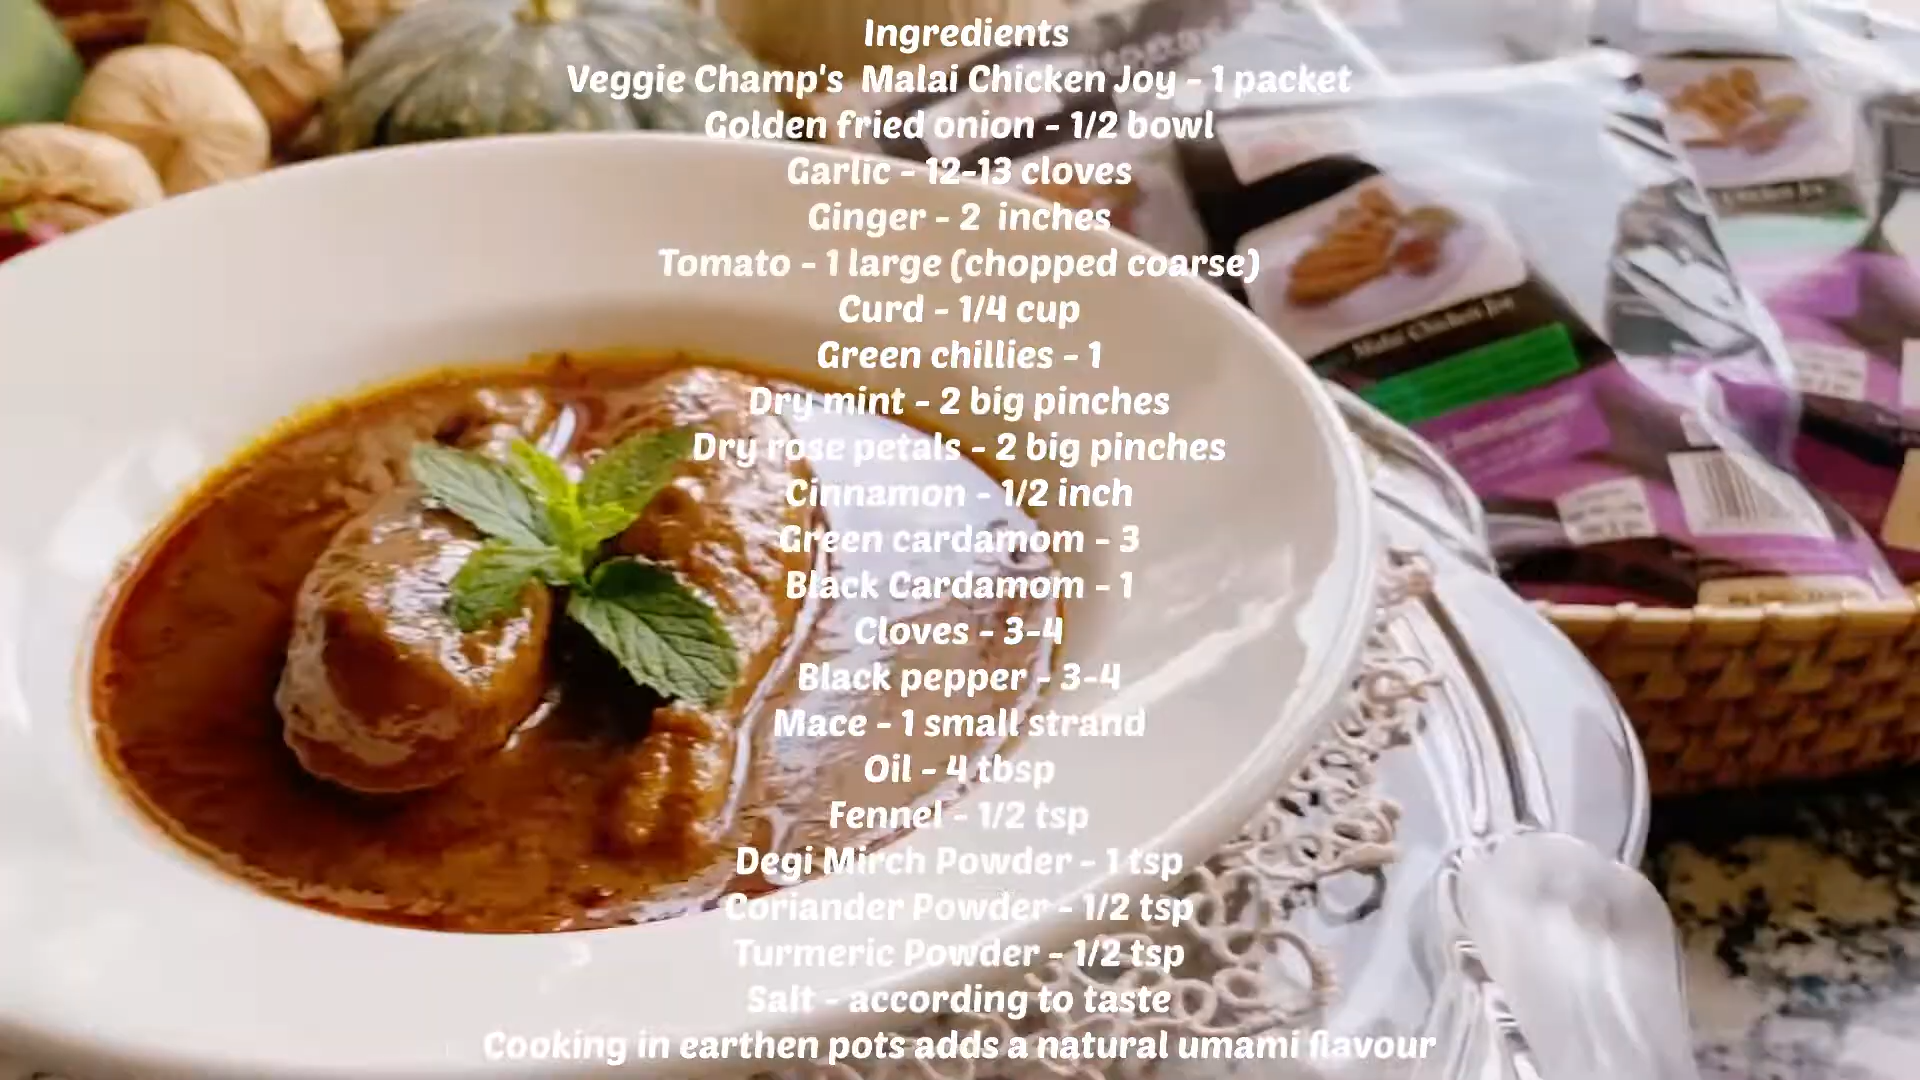 Ingredients
Veggie Champ's Malai Chicken Joy - 1 packet
Golden fried onion - 1/2 bowl
Garlic - 12-13 cloves
Ginger - 2 inches
Tomato - 1 large (chopped coarse)
Curd - 1/4 cup
Green chillies - 1
Dry mint - 2 big pinches
Dry rose petals - 2 big pinches
Cinnamon - 1/2 inch
Green cardamom - 3
Black Cardamom - 1
Cloves - 3-4
Black pepper - 3-4
Mace - 1 small strand
Oil - 4 tbsp
Fennel - 1/2 tsp
Degi Mirch Powder - 1 tsp
Coriander Powder - 1/2 tsp
Turmeric Powder - 1/2 tsp
Salt - according to taste
Cooking in earthen pots adds a natural umami flavour
Malai Chicken Joy